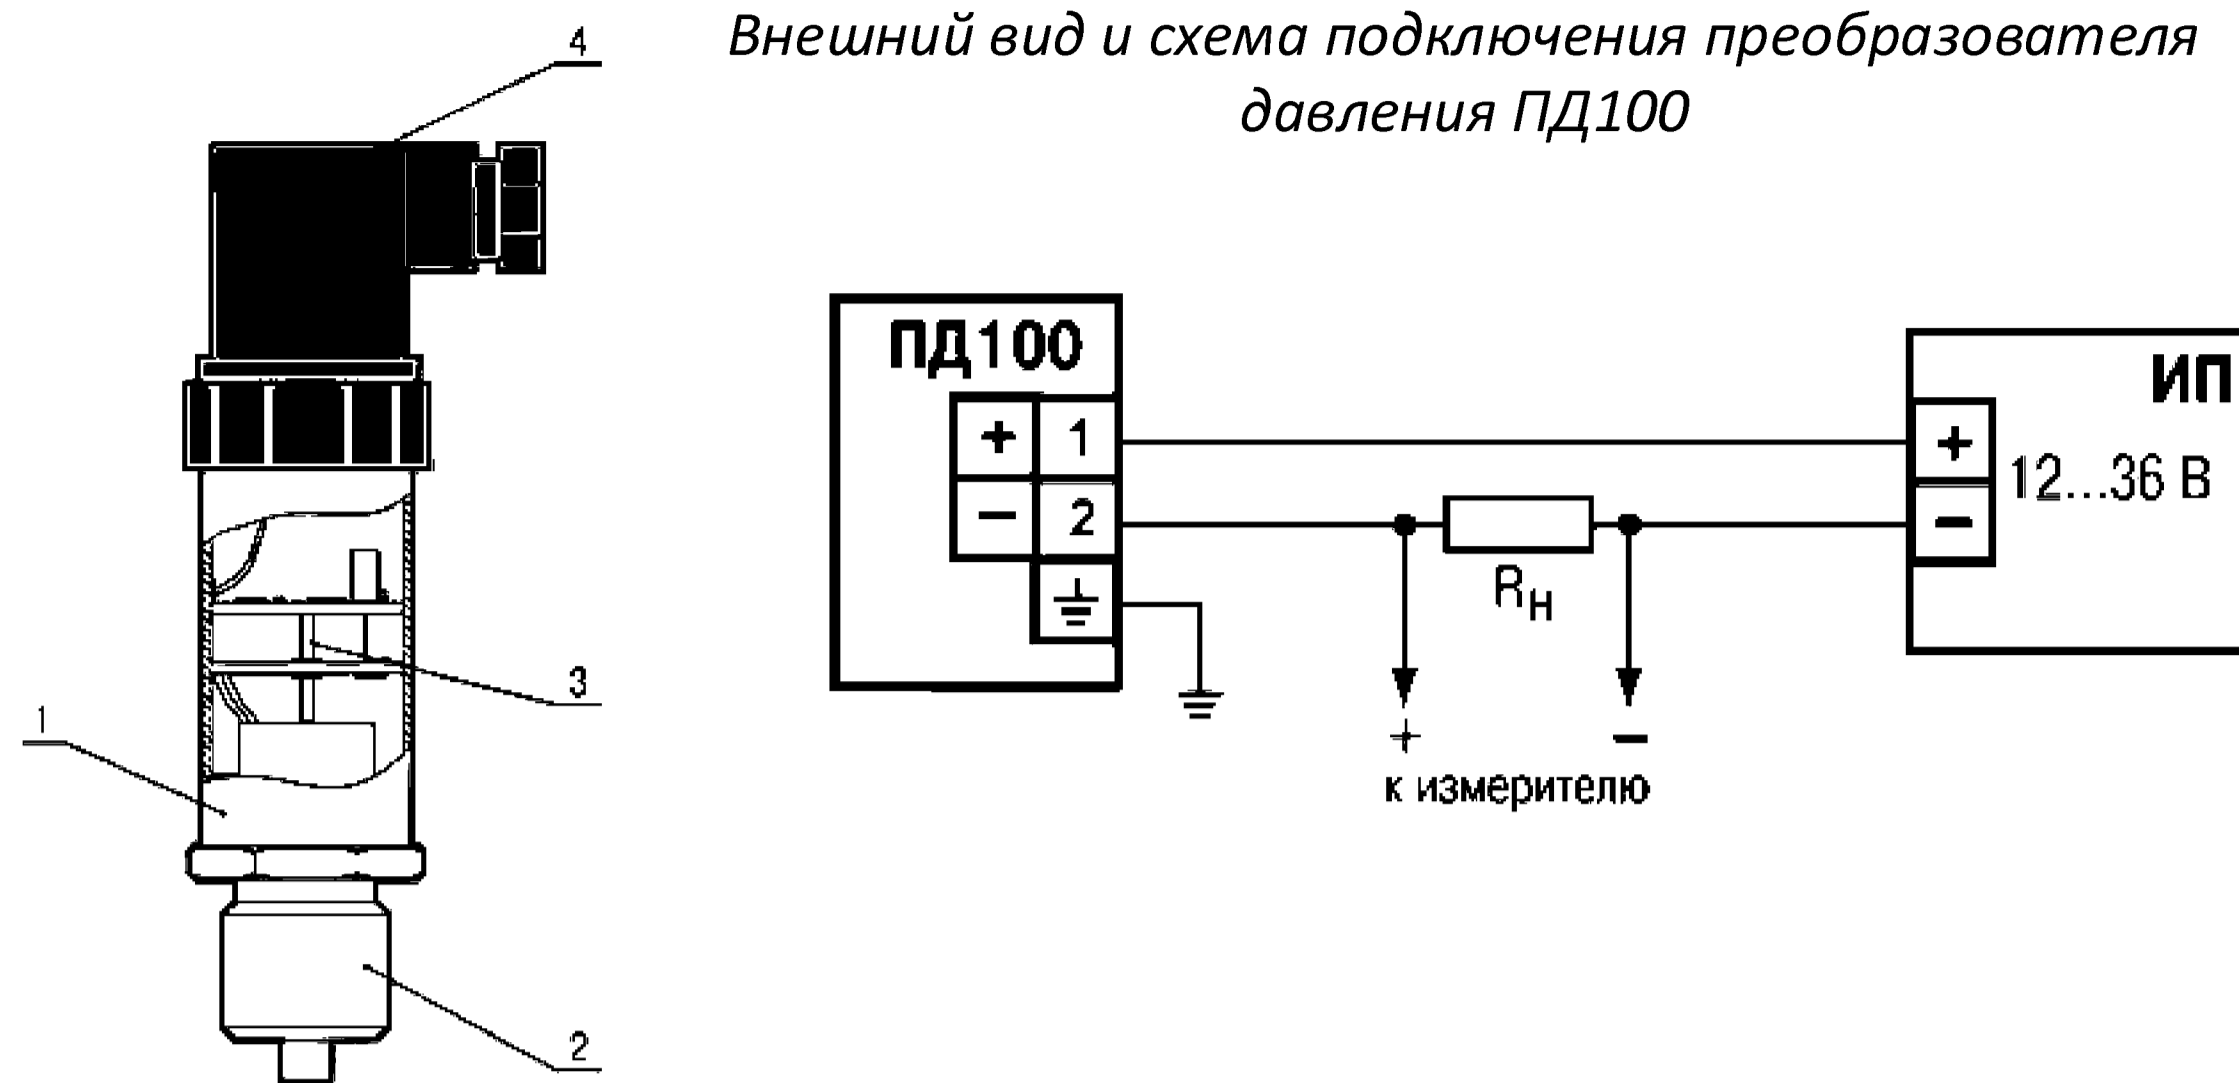 Внешний вид и схема подключения преобразователя
давления ПД100
4
3
1
2
ПД100
+ 1
− 2
ИП
+
12...36 В
−
Rн
+ −
к измерителю